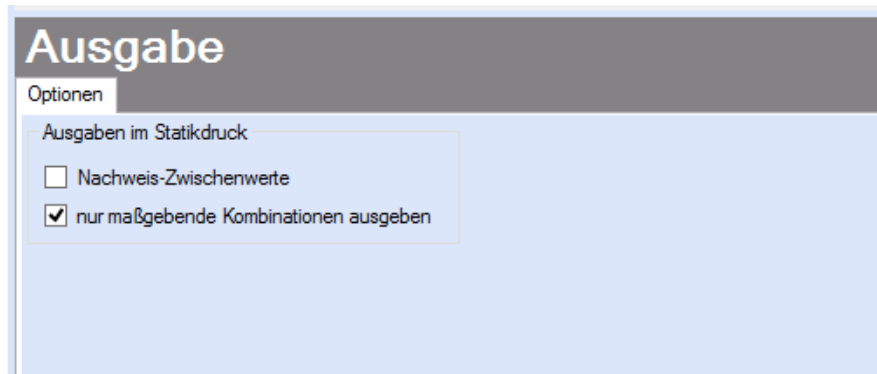 Ausgabe
Optionen
Ausgaben im Statikdruck
Nachweis-Zwischenwerte
nur maßgebende Kombinationen ausgeben